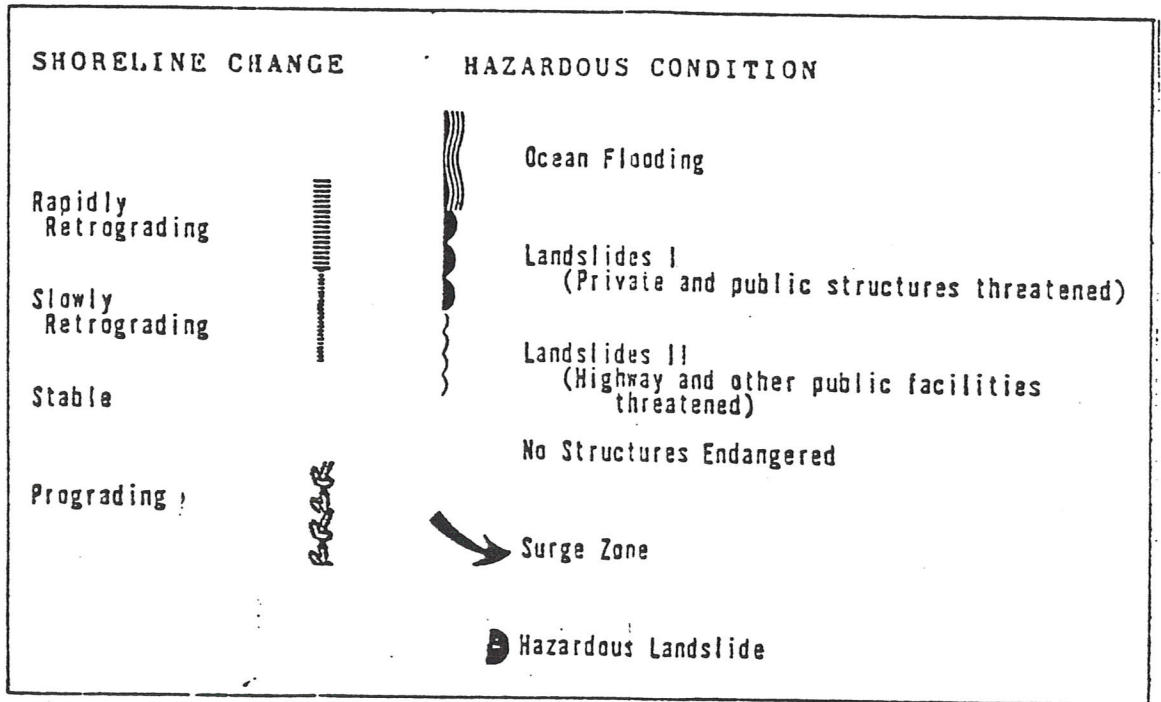 SHORELINE CHANGE
Rapidly
Retrograding
Slowly
Retrograding
Stable
Prograding
HAZARDOUS CONDITION
Ocean Flooding
Landslides I
(Private and public structures threatened)
Landslides II
(Highway and other public facilities
threatened)
No Structures Endangered
Surge Zone
Hazardous Landslide